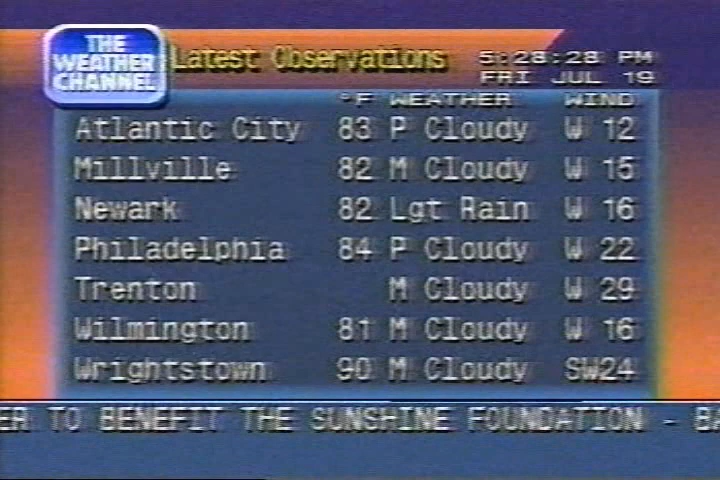 THE
WEATHER
CHANNEL
Latest Observations
5:28:28 PM
FRI JUL 19
°F WEATHER WIND
Atlantic City 83 P Cloudy W 12
Millville 82 M Cloudy W 15
Newark 82 Lgt Rain W 16
Philadelphia 84 P Cloudy W 22
Trenton M Cloudy W 29
Wilmington 81 M Cloudy W 16
Wrightstown 90 M Cloudy SW24
ER TO BENEFIT THE SUNSHINE FOUNDATION - BA